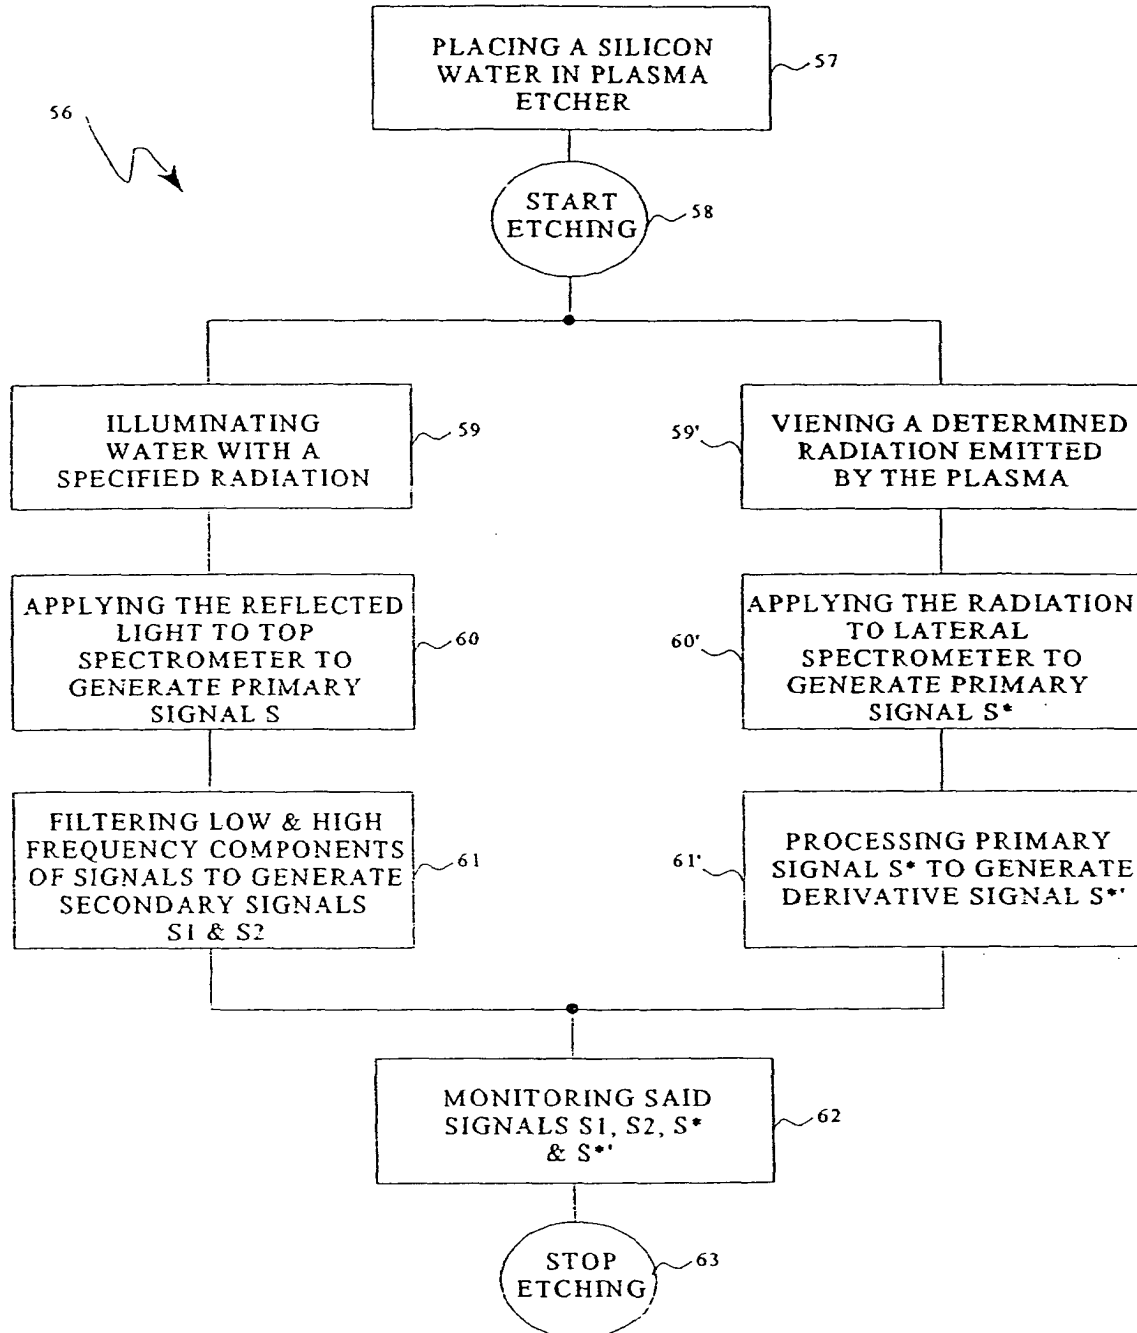 PLACING A SILICON
WATER IN PLASMA
ETCHER
57
56
START
ETCHING
58
ILLUMINATING
WATER WITH A
SPECIFIED RADIATION
59
59'
VIENING A DETERMINED
RADIATION EMITTED
BY THE PLASMA
APPLYING THE REFLECTED
LIGHT TO TOP
SPECTROMETER TO
GENERATE PRIMARY
SIGNAL S
60
60'
APPLYING THE RADIATION
TO LATERAL
SPECTROMETER TO
GENERATE PRIMARY
SIGNAL S*
FILTERING LOW & HIGH
FREQUENCY COMPONENTS
OF SIGNALS TO GENERATE
SECONDARY SIGNALS
S1 & S2
61
61'
PROCESSING PRIMARY
SIGNAL S* TO GENERATE
DERIVATIVE SIGNAL S*'
MONITORING SAID
SIGNALS S1, S2, S*
& S*'
62
STOP
ETCHING
63